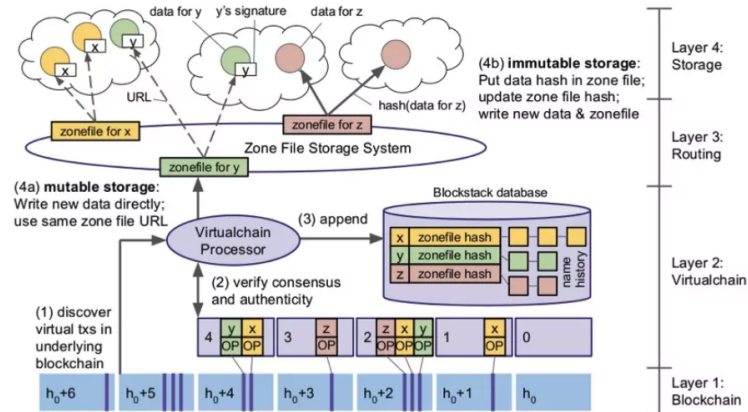 data for y
y's signature
data for z
x
x
y
y
URL
hash(data for z)
(4b) immutable storage:
Put data hash in zone file;
update zone file hash;
write new data & zonefile
Layer 4:
Storage
zonefile for x
zonefile for z
Zone File Storage System
zonefile for y
Layer 3:
Routing
(4a) mutable storage:
Write new data directly;
use same zone file URL
Virtualchain
Processor
(3) append
Blockstack database
x zonefile hash
y zonefile hash
z zonefile hash
name
history
Layer 2:
Virtualchain
(1) discover
virtual txs in
underlying
blockchain
(2) verify consensus
and authenticity
4 y x 3 z 2 z x y 1 x 0
OP OP OP OP OP OP OP
h0+6 h0+5 h0+4 h0+3 h0+2 h0+1 h0
Layer 1:
Blockchain